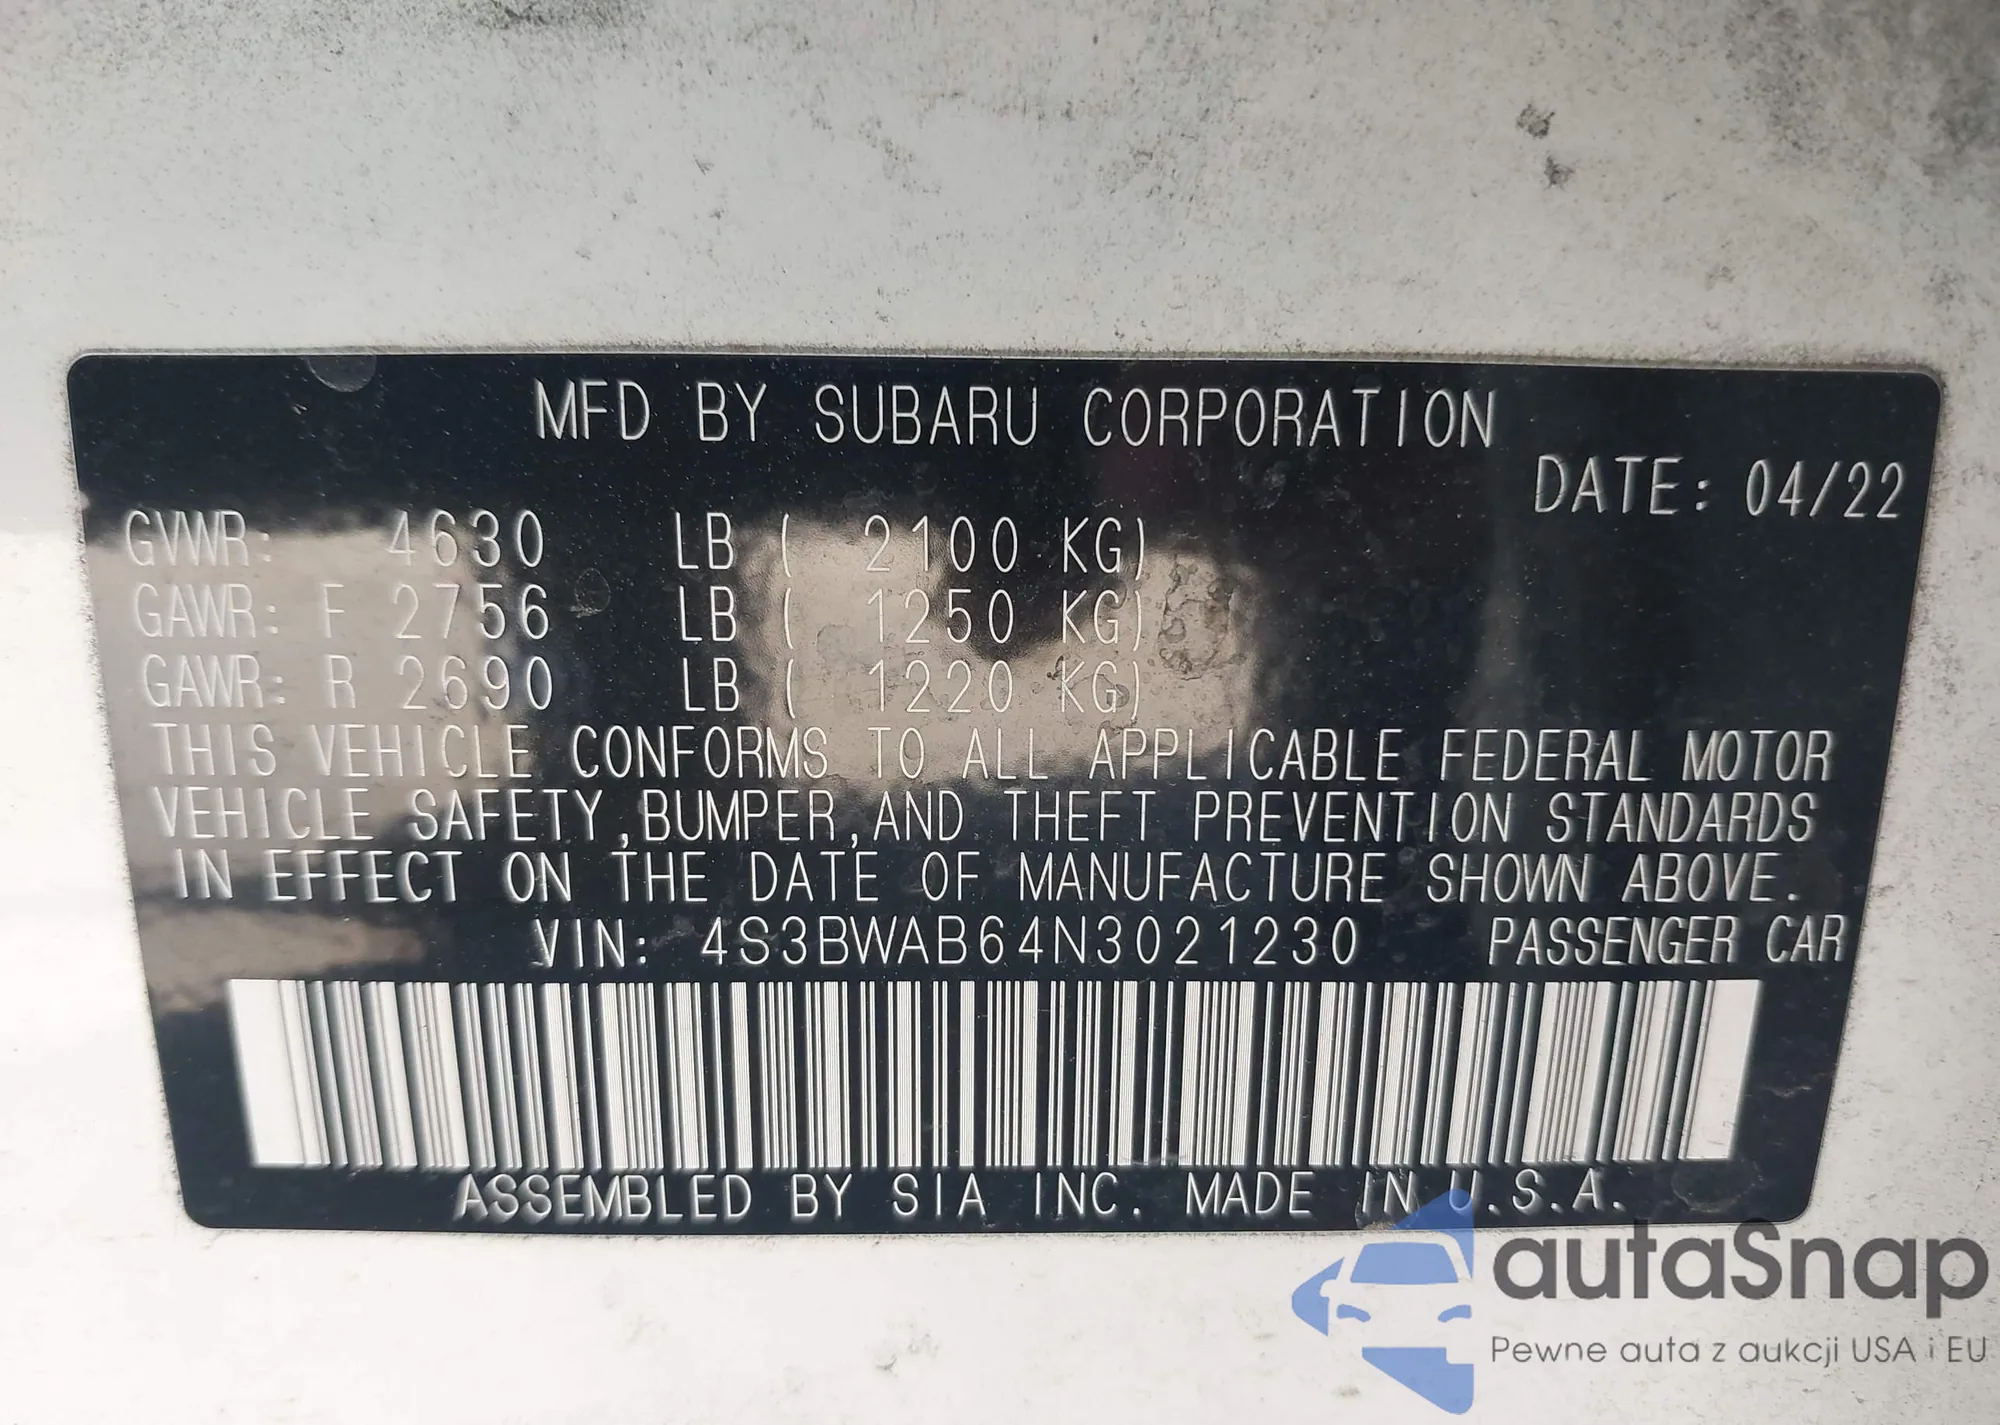 MFD BY SUBARU CORPORATION
DATE: 04/22
GVWR: 4630 LB ( 2100 KG)
GAWR: F 2756 LB ( 1250 KG)
GAWR: R 2690 LB ( 1220 KG)
THIS VEHICLE CONFORMS TO ALL APPLICABLE FEDERAL MOTOR
VEHICLE SAFETY,BUMPER,AND THEFT PREVENTION STANDARDS
IN EFFECT ON THE DATE OF MANUFACTURE SHOWN ABOVE.
VIN: 4S3BWAB64N3021230 PASSENGER CAR
ASSEMBLED BY SIA INC. MADE IN U.S.A.
autaSnap
Pewne auta z aukcji USA i EU